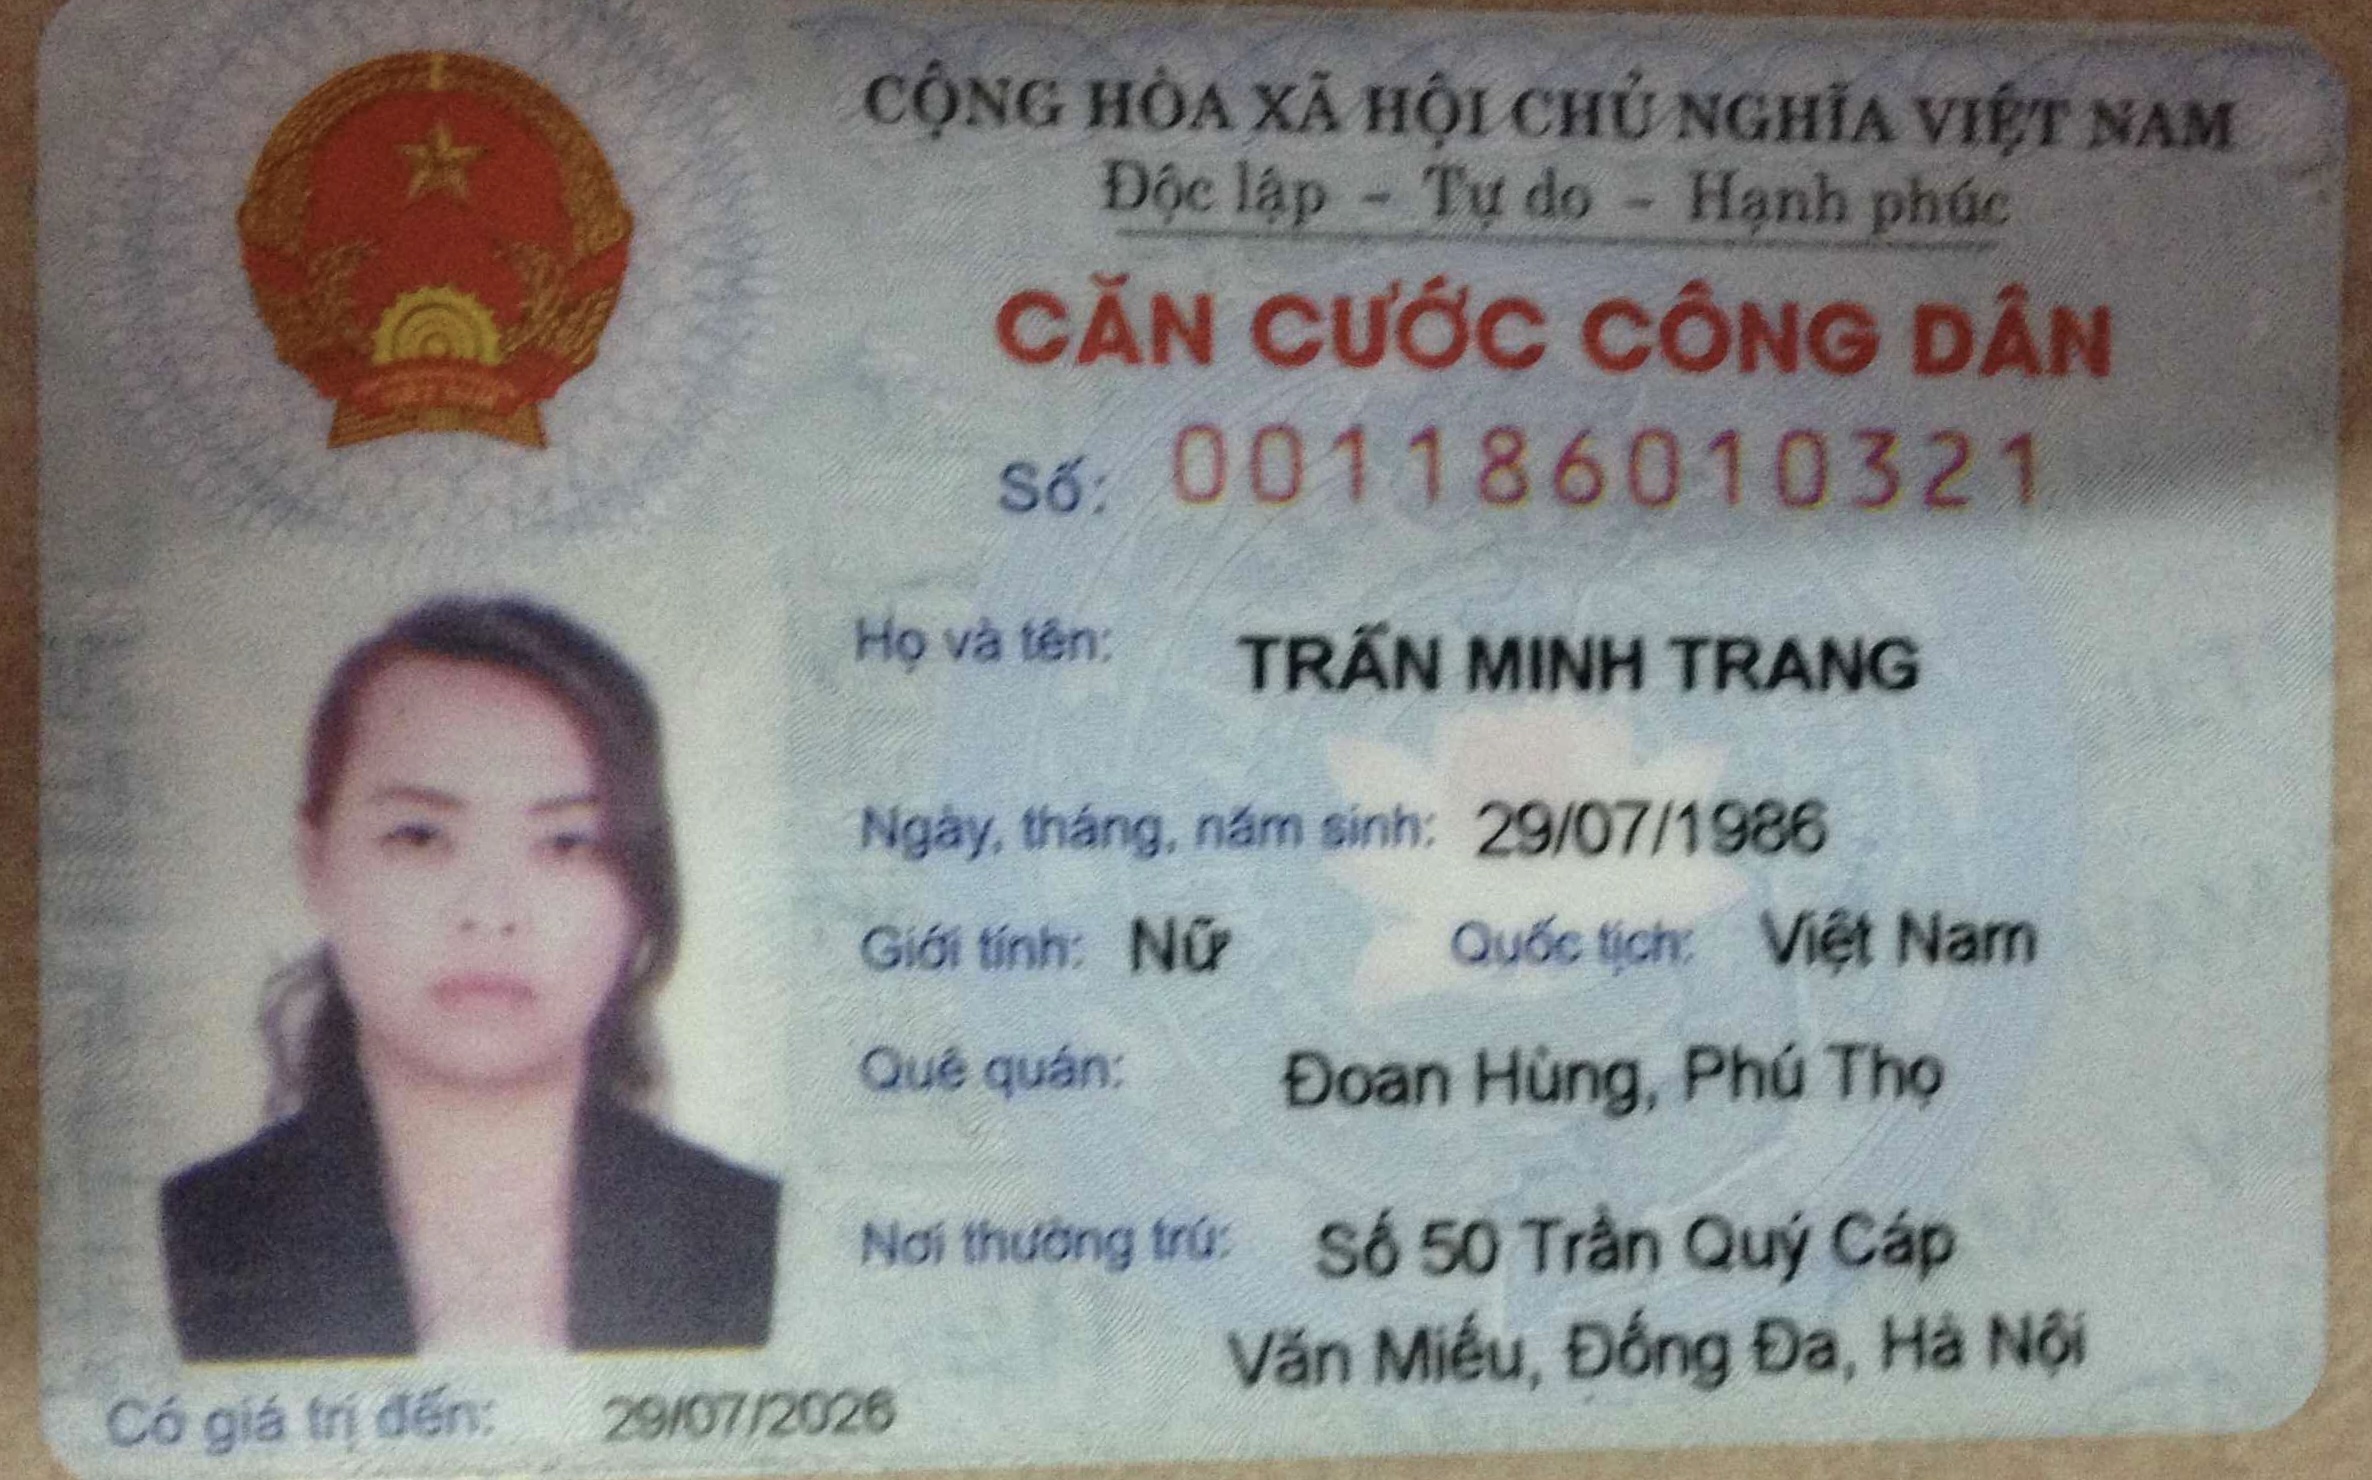 CỘNG HÒA XÃ HỘI CHỦ NGHĨA VIỆT NAM
Độc lập - Tự do - Hạnh phúc
CĂN CƯỚC CÔNG DÂN
Số: 001186010321
Họ và tên: TRẦN MINH TRANG
Ngày, tháng, năm sinh: 29/07/1986
Giới tính: Nữ Quốc tịch: Việt Nam
Quê quán: Đoan Hùng, Phú Thọ
Nơi thường trú: Số 50 Trần Quý Cáp
Văn Miếu, Đống Đa, Hà Nội
Có giá trị đến: 29/07/2026